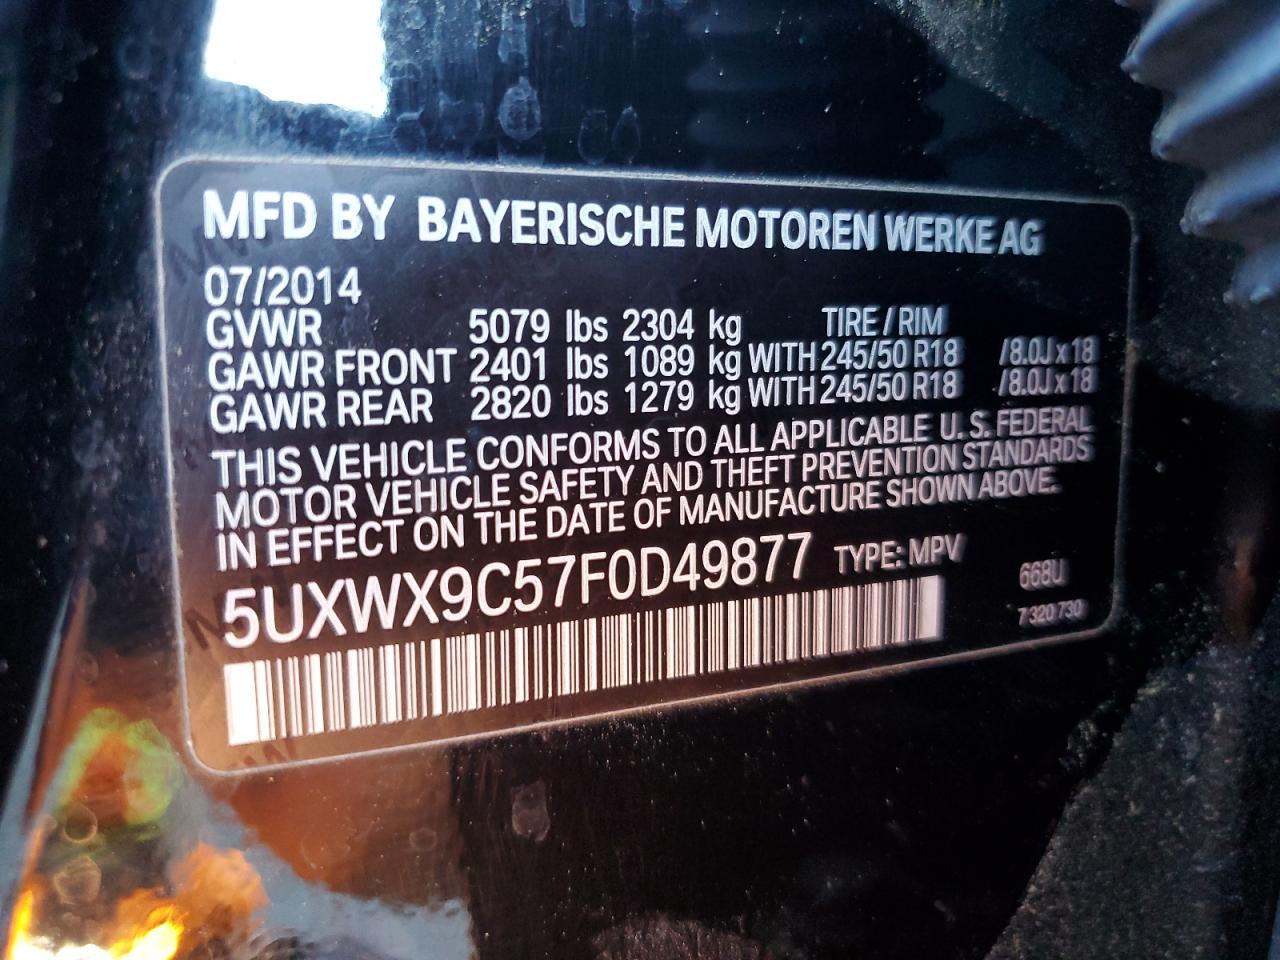 MFD BY BAYERISCHE MOTOREN WERKE AG
07/2014
GVWR 5079 lbs 2304 kg TIRE / RIM
GAWR FRONT 2401 lbs 1089 kg WITH 245/50 R18 /8.0J x 18
GAWR REAR 2820 lbs 1279 kg WITH 245/50 R18 /8.0J x 18
THIS VEHICLE CONFORMS TO ALL APPLICABLE U. S. FEDERAL
MOTOR VEHICLE SAFETY AND THEFT PREVENTION STANDARDS
IN EFFECT ON THE DATE OF MANUFACTURE SHOWN ABOVE.
5UXWX9C57F0D49877 TYPE: MPV 668U
7 320 730